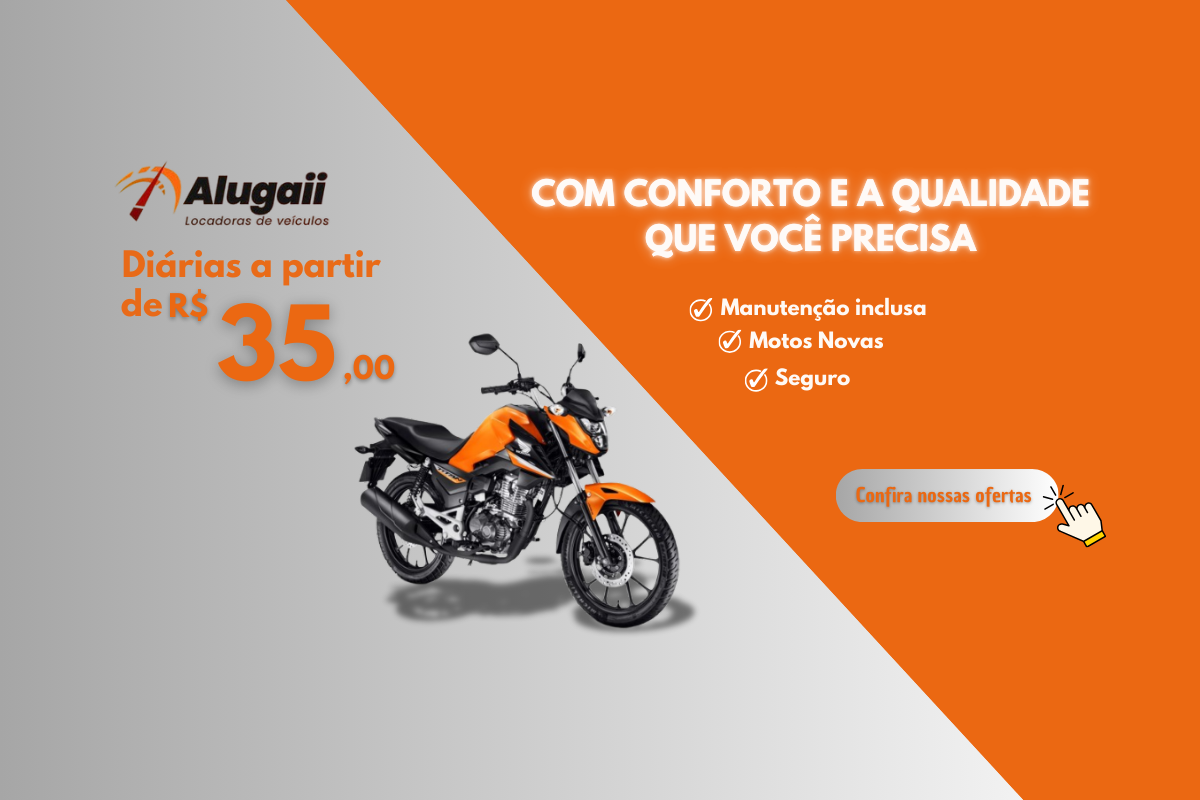 Alugaii
Locadoras de veículos
Diárias a partir
de R$ 35,00
COM CONFORTO E A QUALIDADE
QUE VOCÊ PRECISA
Manutenção inclusa
Motos Novas
Seguro
Confira nossas ofertas